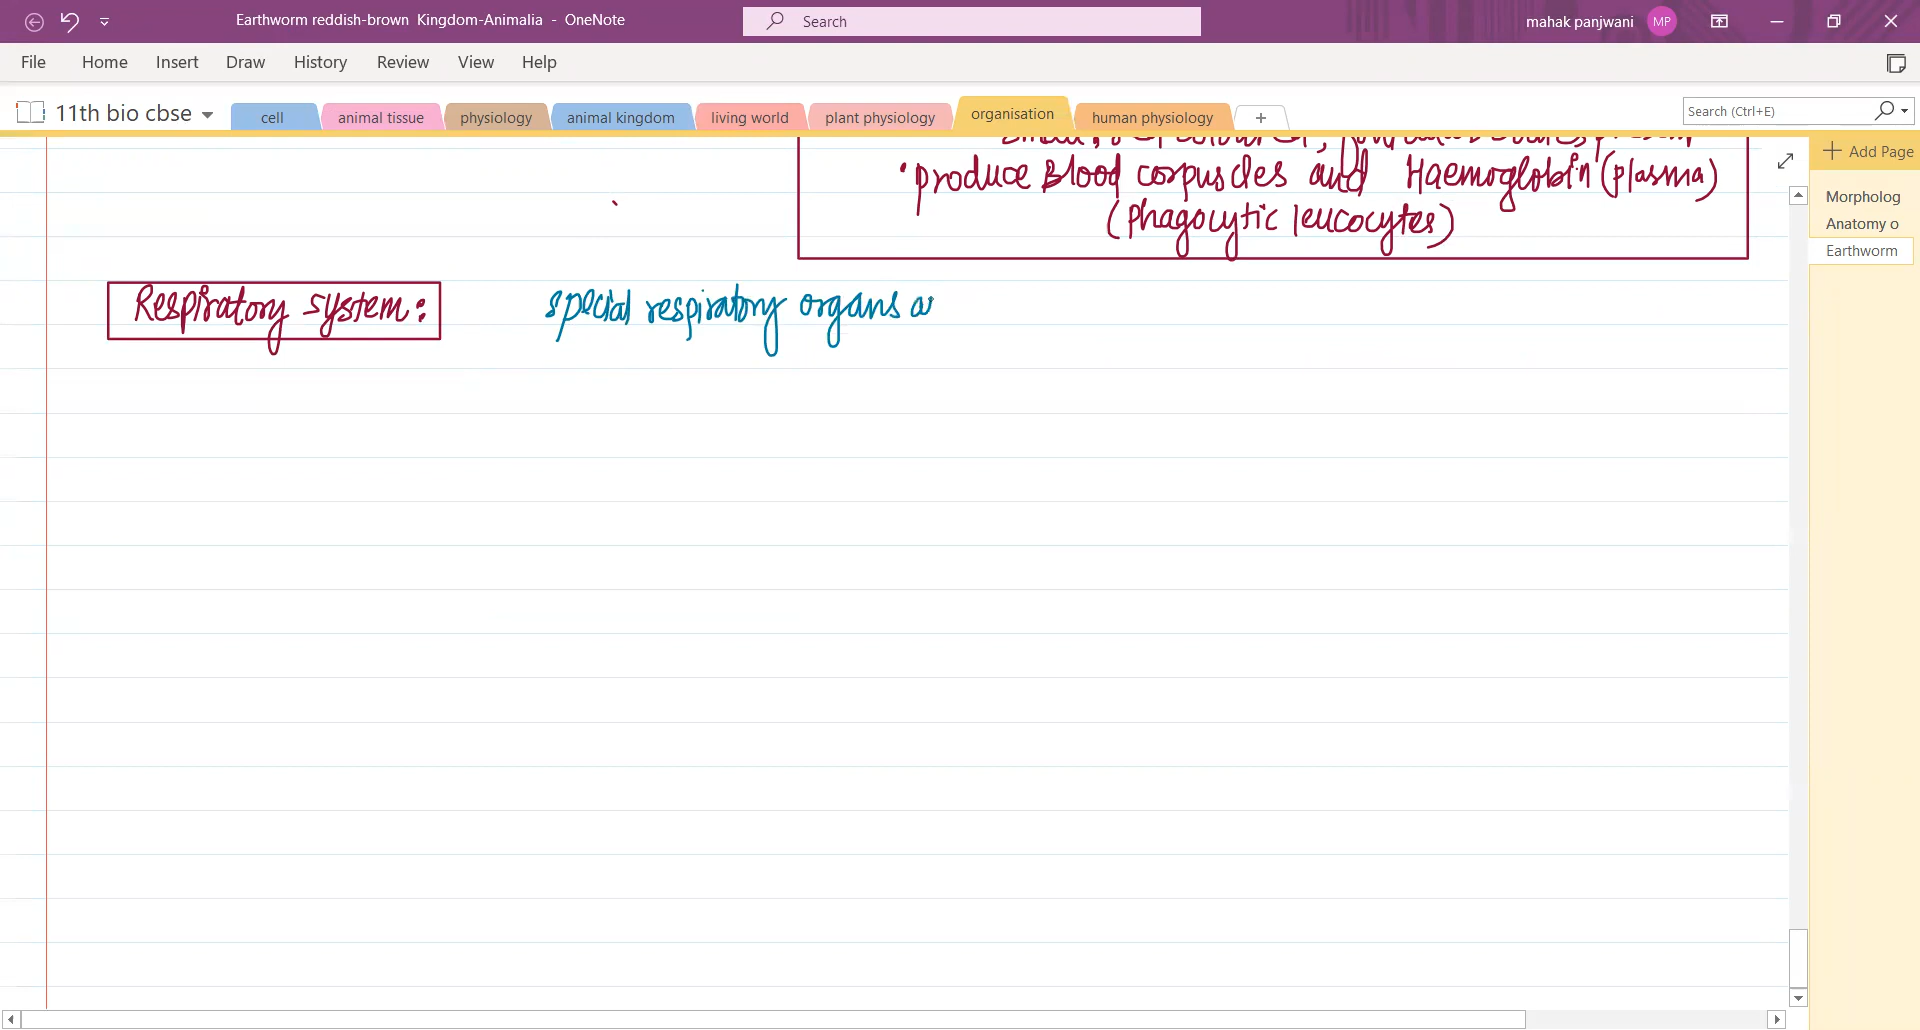 Earthworm reddish-brown Kingdom-Animalia - OneNote
Search
mahak panjwani MP
File Home Insert Draw History Review View Help
11th bio cbse
cell animal tissue physiology animal kingdom living world plant physiology organisation human physiology +
Search (Ctrl+E)
Add Page
Morpholog
Anatomy o
Earthworm
•produce Blood corpuscles and Haemoglobin (plasma)
(Phagocytic leucocytes)
Respiratory system:
special respiratory organs a